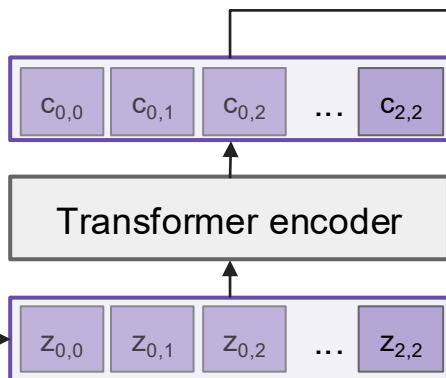 c0,0 c0,1 c0,2 ... c2,2
Transformer encoder
z0,0 z0,1 z0,2 ... z2,2